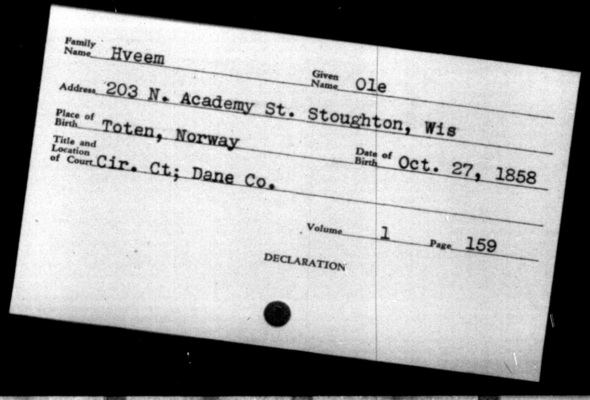 Family Name Hveem Given Name Ole
Address 203 N. Academy St. Stoughton, Wis
Place of Birth Toten, Norway Date of Birth Oct. 27, 1858
Title and Location of Court Cir. Ct; Dane Co.
Volume 1 Page 159
DECLARATION